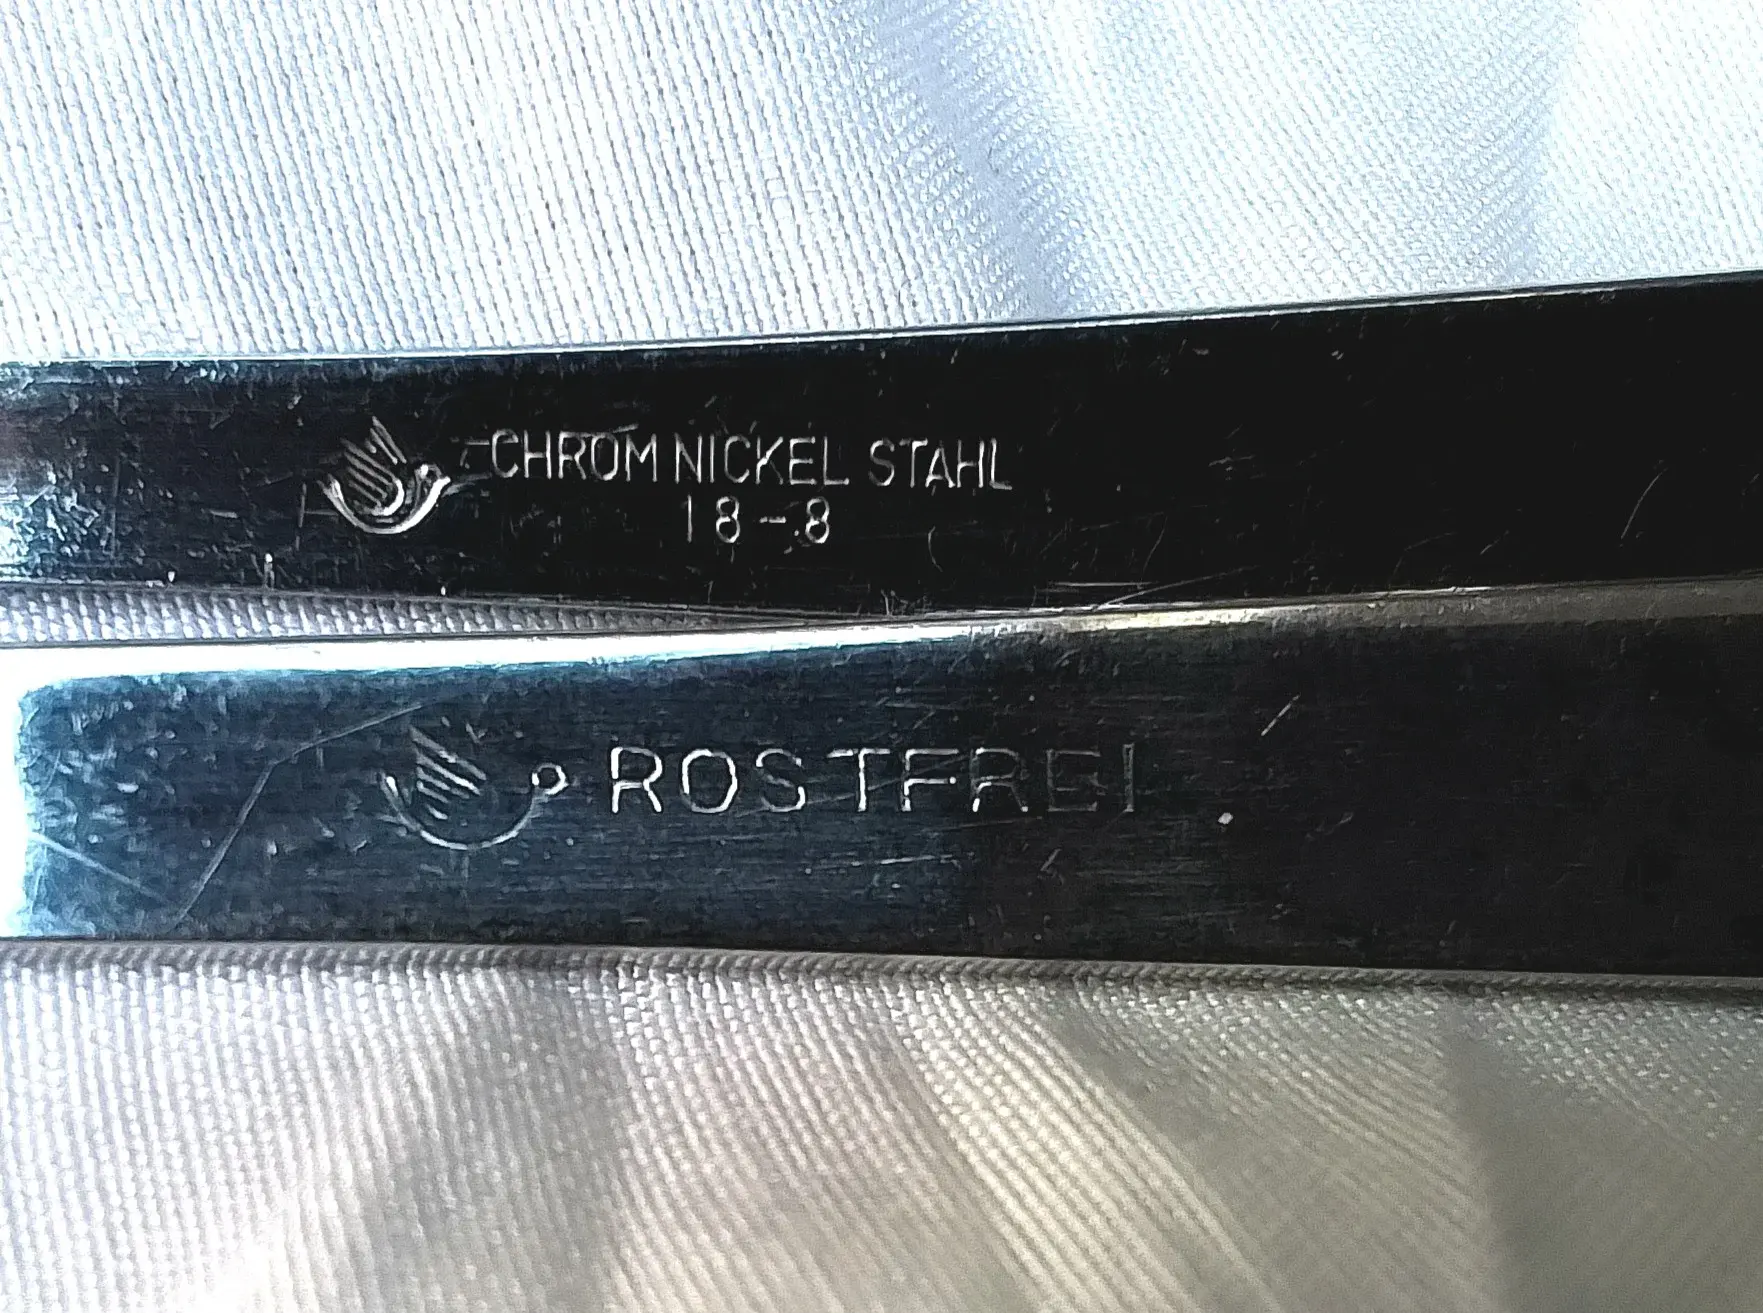 CHROM NICKEL STAHL
18-8
ROSTFREI